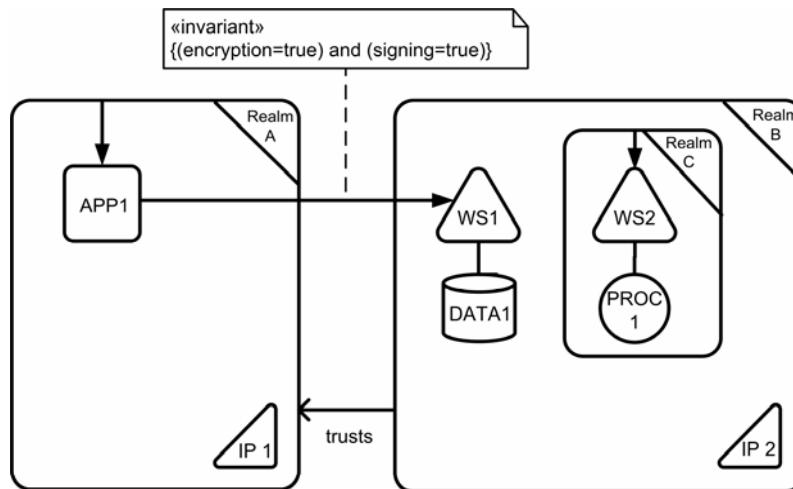 «invariant»
{(encryption=true) and (signing=true)}
Realm
A
Realm
B
Realm
C
APP1
WS1
WS2
DATA1
PROC
1
trusts
IP 1
IP 2